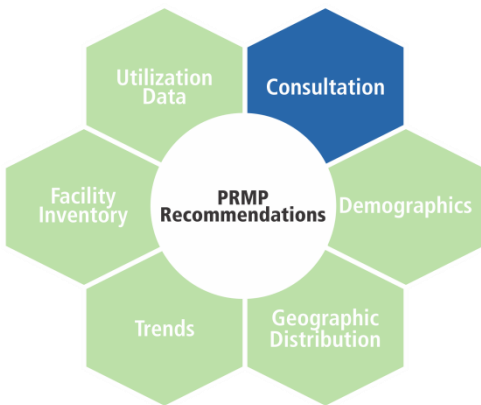 Utilization
Data
Consultation
Facility
Inventory
PRMP
Recommendations
Demographics
Trends
Geographic
Distribution